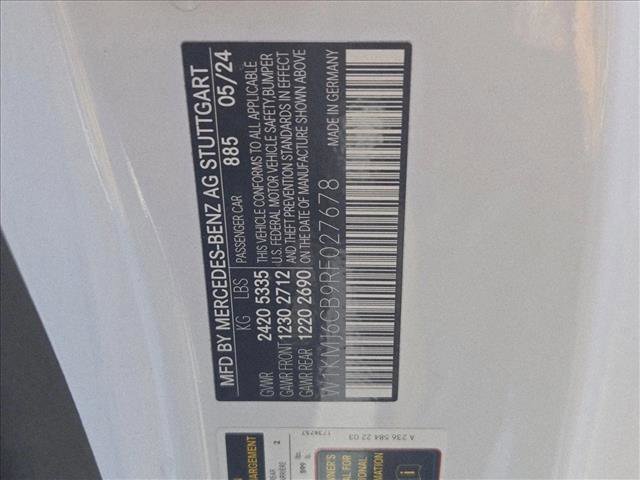 MFD BY MERCEDES-BENZ AG STUTTGART
PASSENGER CAR 885 05/24
KG LBS
GVWR 2420 5335
GAWR FRONT 1230 2712
GAWR REAR 1220 2690
THIS VEHICLE CONFORMS TO ALL APPLICABLE
U.S. FEDERAL MOTOR VEHICLE SAFETY, BUMPER
AND THEFT PREVENTION STANDARDS IN EFFECT
ON THE DATE OF MANUFACTURE SHOWN ABOVE
W1KMJ6CB9RF027678 MADE IN GERMANY
A 236 584 22 03
2
lbs.
i